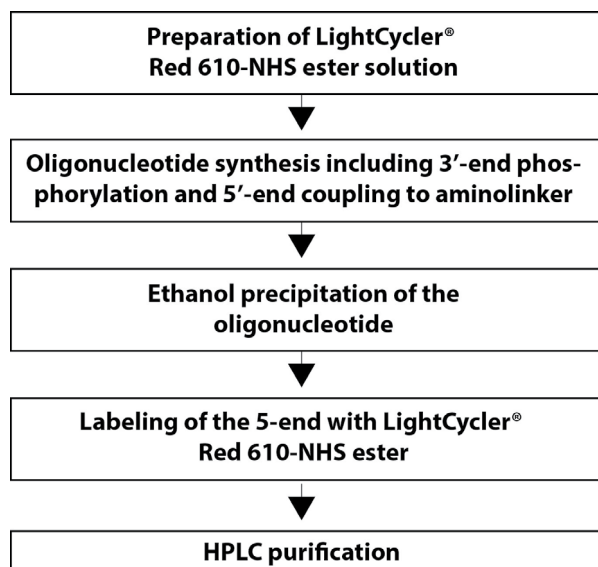 Preparation of LightCycler®
Red 610-NHS ester solution
Oligonucleotide synthesis including 3′-end phos-
phorylation and 5′-end coupling to aminolinker
Ethanol precipitation of the
oligonucleotide
Labeling of the 5-end with LightCycler®
Red 610-NHS ester
HPLC purification